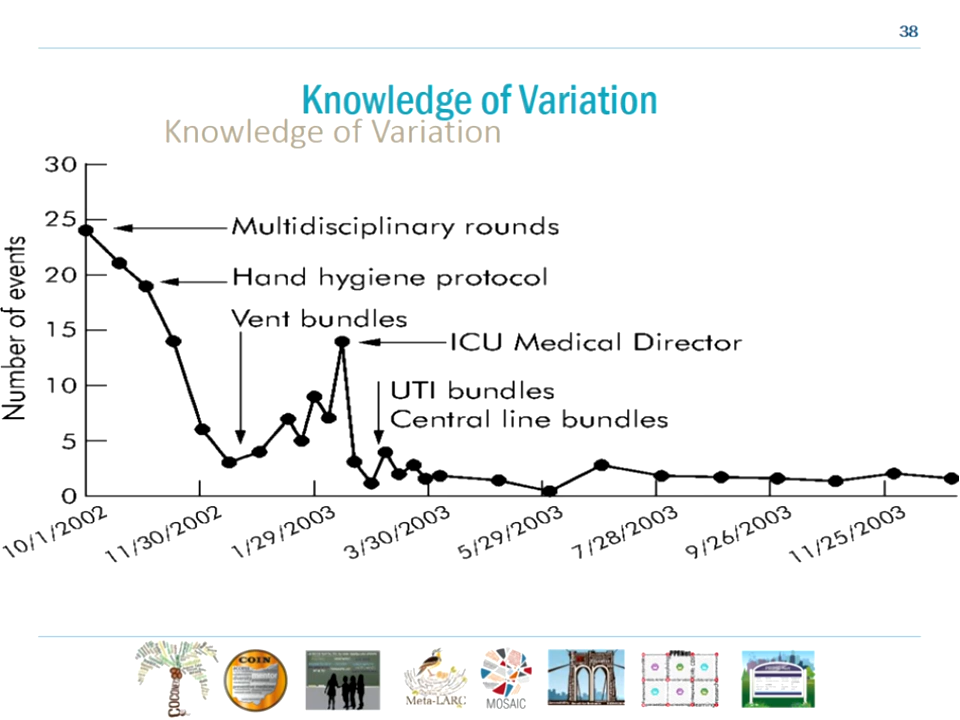 38
Knowledge of Variation
Knowledge of Variation
30
25
20
15
10
5
0
Number of events
Multidisciplinary rounds
Hand hygiene protocol
Vent bundles
ICU Medical Director
UTI bundles
Central line bundles
10/1/2002
11/30/2002
1/29/2003
3/30/2003
5/29/2003
7/28/2003
9/26/2003
11/25/2003
COCONet
COIN
Meta-LARC
MOSAIC
PPRNet